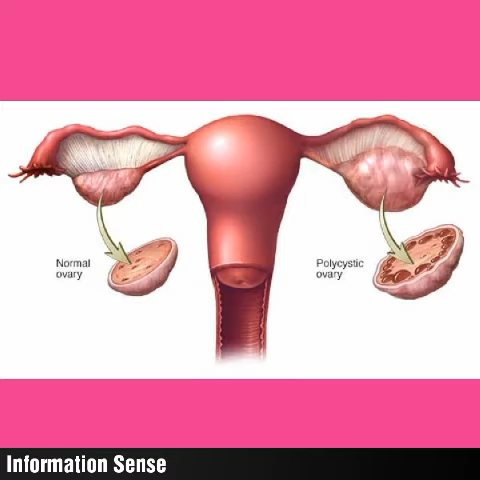 Normal
ovary
Polycystic
ovary
Information Sense